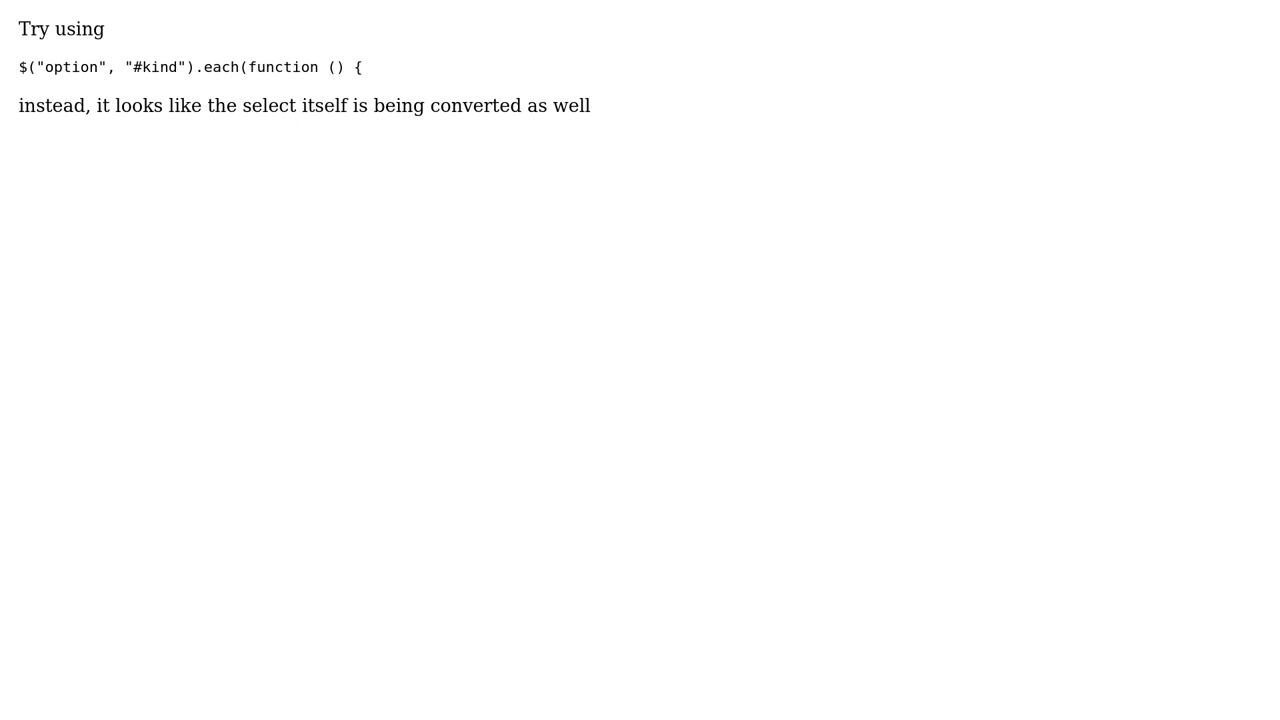 Try using
$("option", "#kind").each(function () {
instead, it looks like the select itself is being converted as well